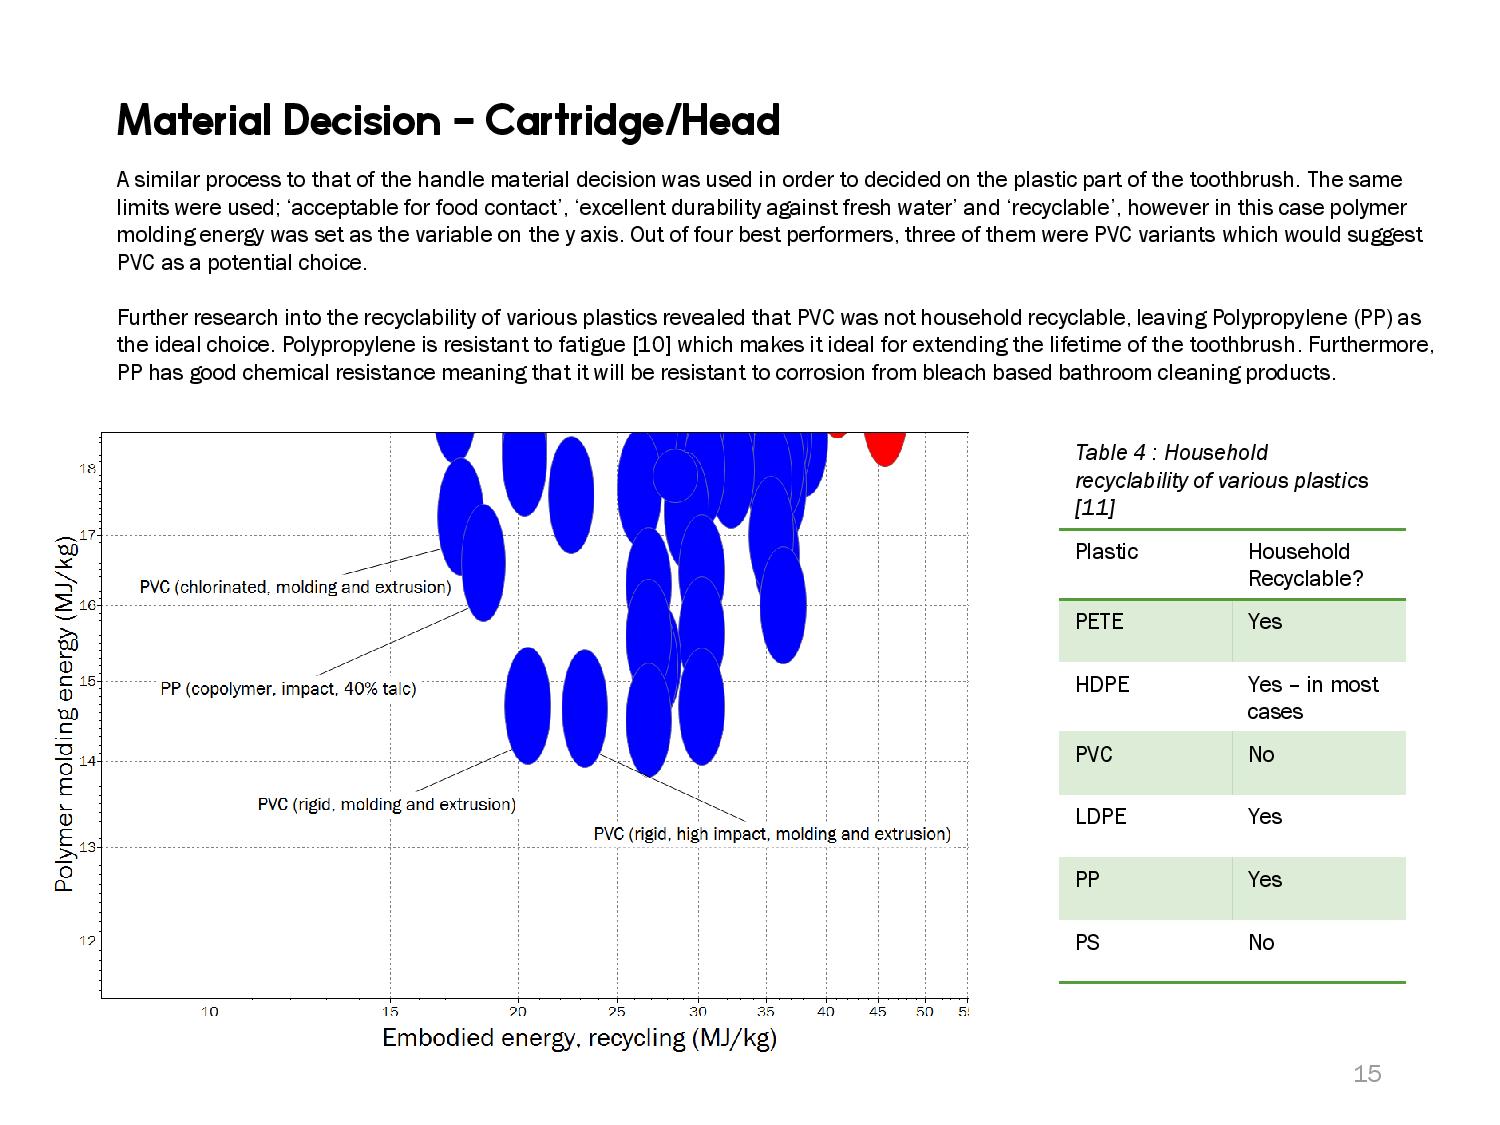 Material Decision – Cartridge/Head
A similar process to that of the handle material decision was used in order to decided on the plastic part of the toothbrush. The same
limits were used; ‘acceptable for food contact’, ‘excellent durability against fresh water’ and ‘recyclable’, however in this case polymer
molding energy was set as the variable on the y axis. Out of four best performers, three of them were PVC variants which would suggest
PVC as a potential choice.
Further research into the recyclability of various plastics revealed that PVC was not household recyclable, leaving Polypropylene (PP) as
the ideal choice. Polypropylene is resistant to fatigue [10] which makes it ideal for extending the lifetime of the toothbrush. Furthermore,
PP has good chemical resistance meaning that it will be resistant to corrosion from bleach based bathroom cleaning products.
Polymer molding energy (MJ/kg)
18
17
PVC (chlorinated, molding and extrusion)
16
PP (copolymer, impact, 40% talc)
15
14
PVC (rigid, molding and extrusion)
PVC (rigid, high impact, molding and extrusion)
13
12
10 15 20 25 30 35 40 45 50
Embodied energy, recycling (MJ/kg)
Table 4 : Household
recyclability of various plastics
[11]
Plastic Household
Recyclable?
PETE Yes
HDPE Yes – in most
cases
PVC No
LDPE Yes
PP Yes
PS No
15